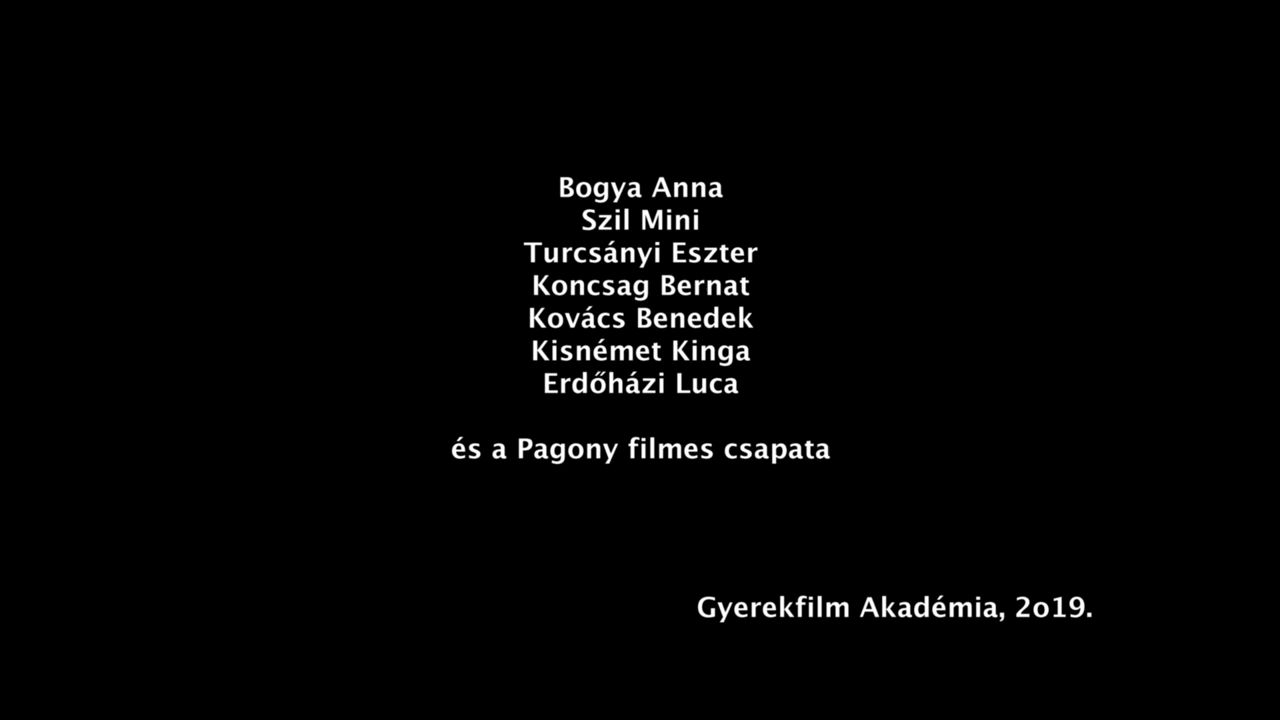 Bogya Anna
Szil Mini
Turcsányi Eszter
Koncsag Bernat
Kovács Benedek
Kisnémet Kinga
Erdőházi Luca
és a Pagony filmes csapata
Gyerekfilm Akadémia, 2o19.